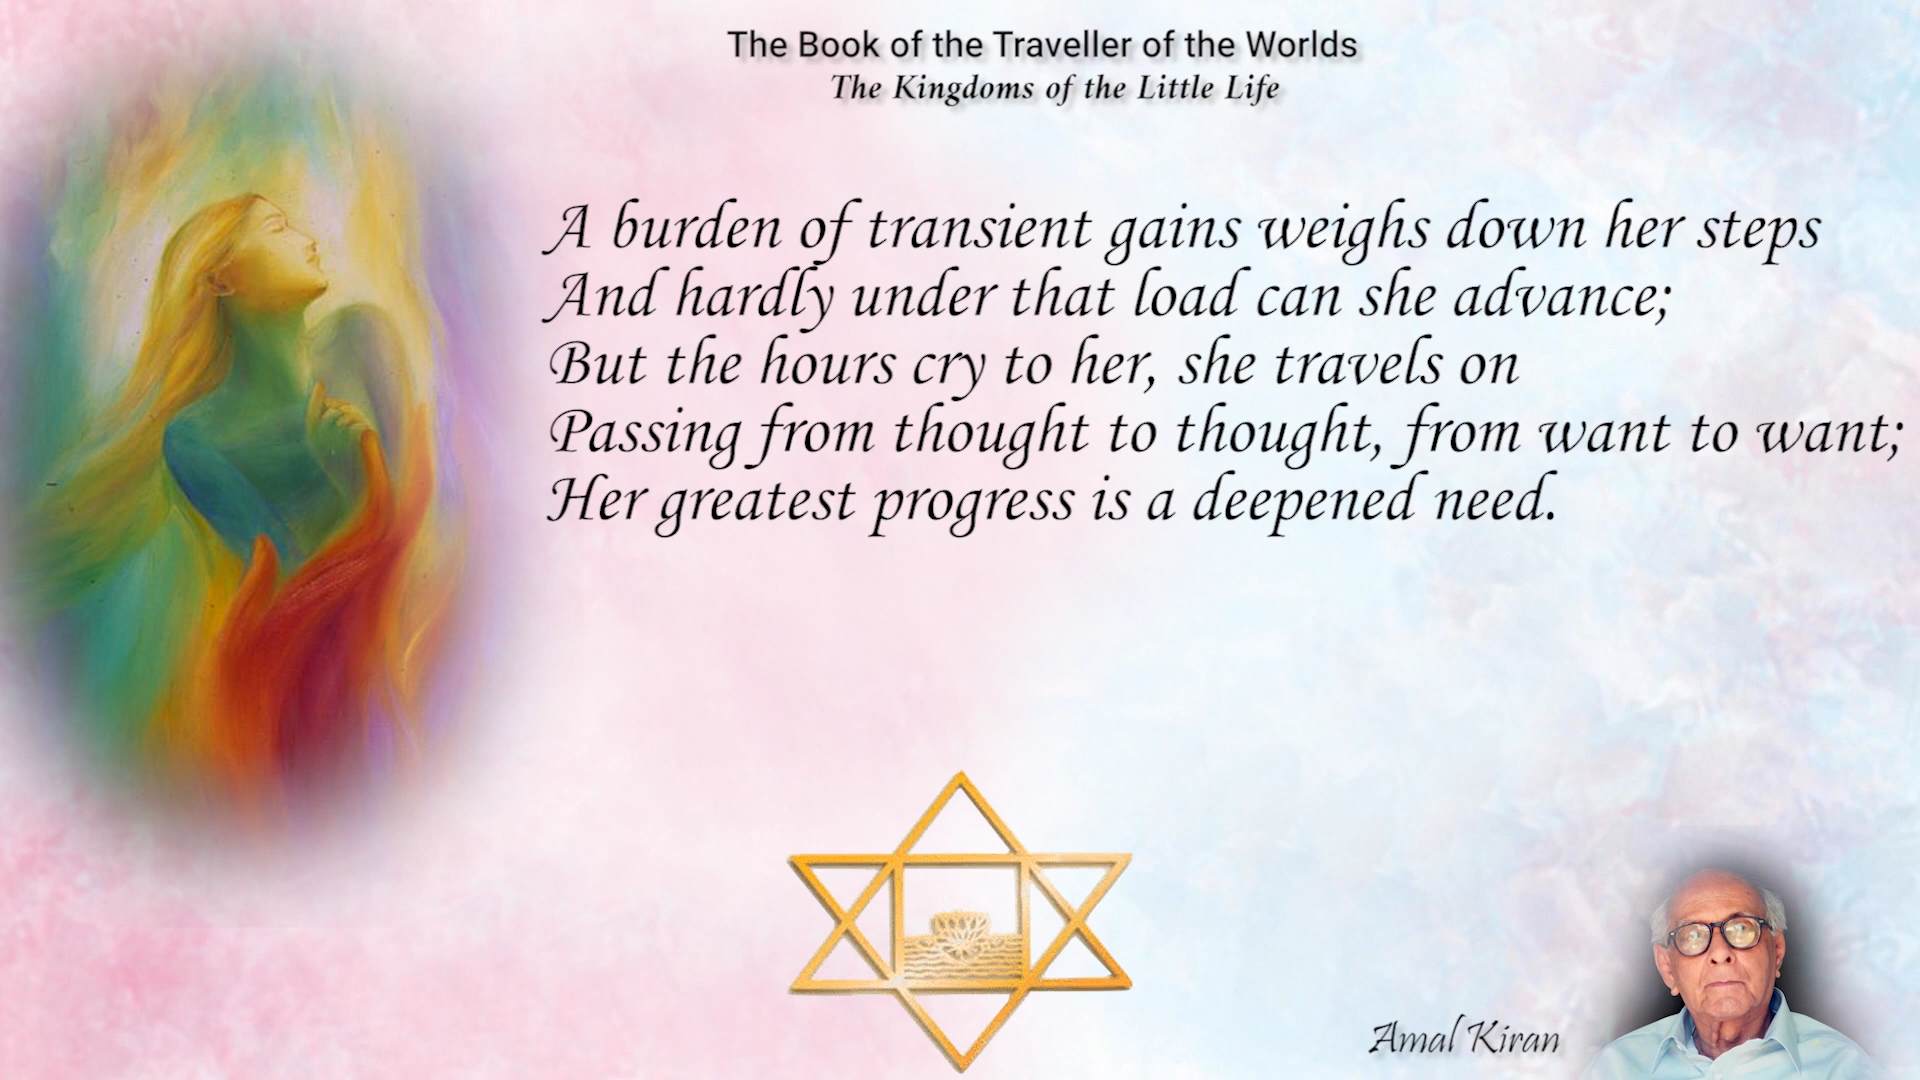 The Book of the Traveller of the Worlds
The Kingdoms of the Little Life
A burden of transient gains weighs down her steps
And hardly under that load can she advance;
But the hours cry to her, she travels on
Passing from thought to thought, from want to want;
Her greatest progress is a deepened need.
Amal Kiran